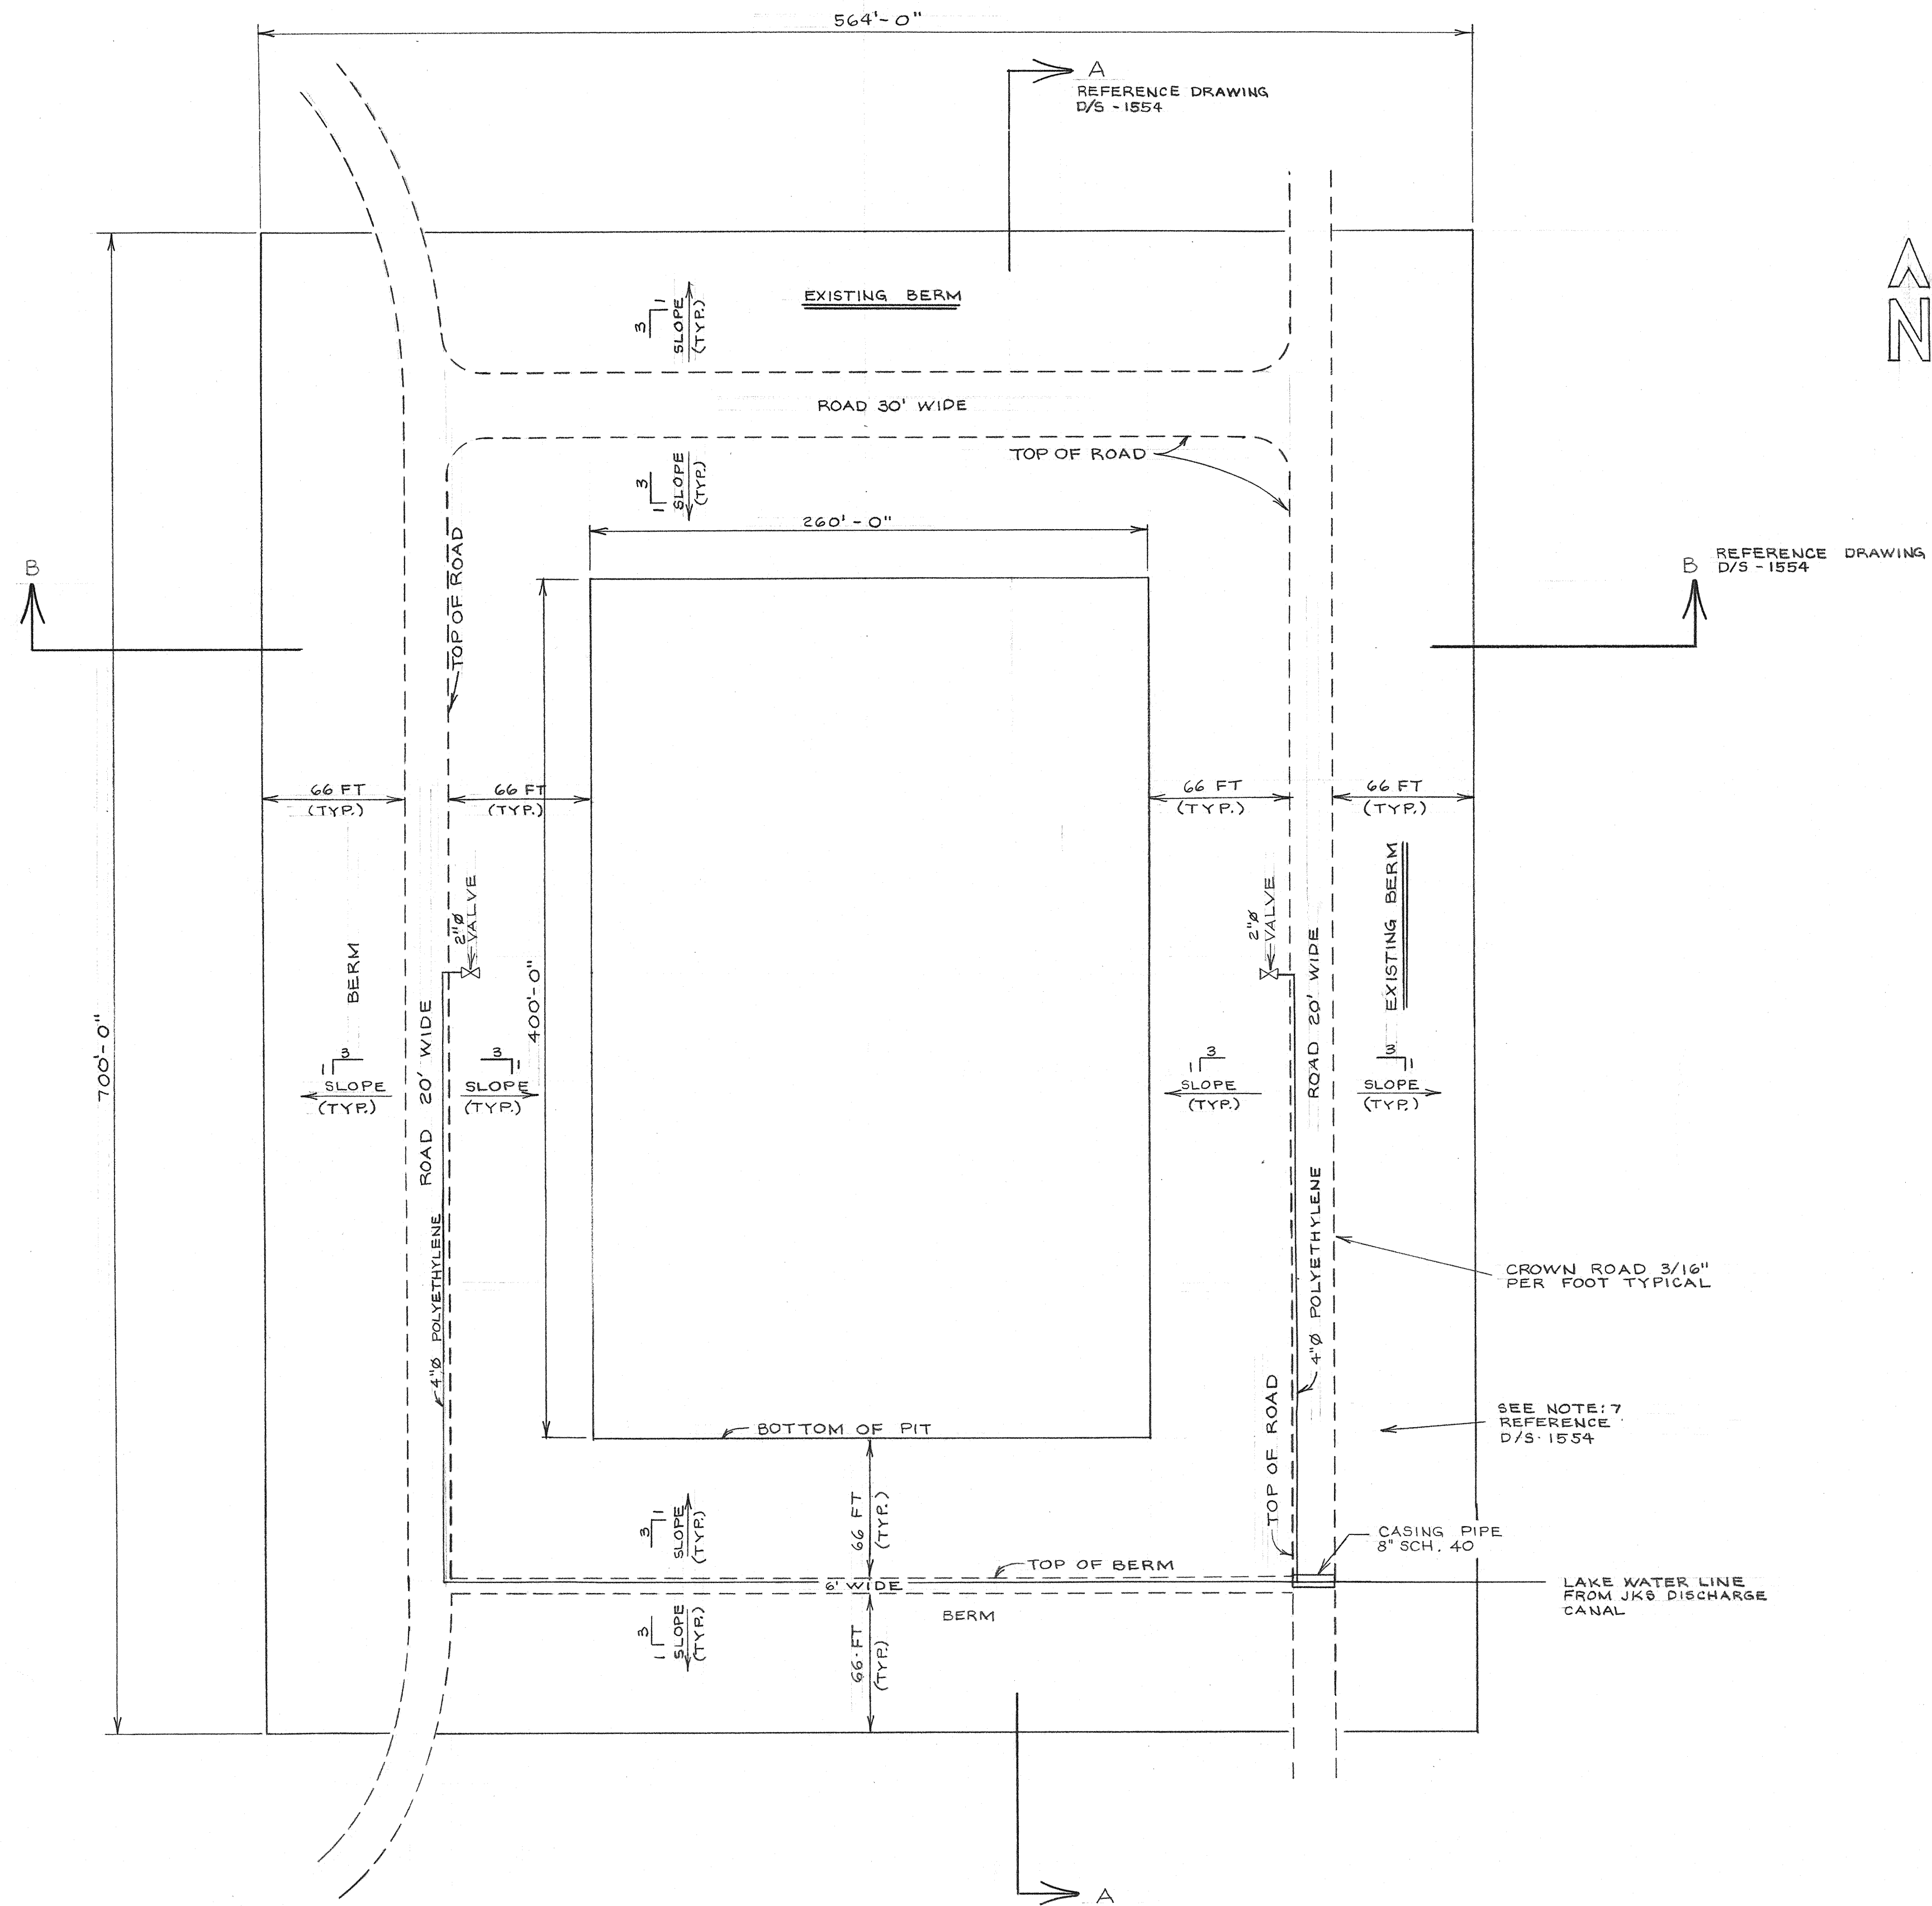 564'-0"
A
REFERENCE DRAWING
D/S - 1554
N
EXISTING BERM
3
1
SLOPE
(TYP.)
ROAD 30' WIDE
TOP OF ROAD
3
1
SLOPE
(TYP.)
260'-0"
TOP OF ROAD
B
B
REFERENCE DRAWING
D/S - 1554
66 FT
(TYP.)
66 FT
(TYP.)
66 FT
(TYP.)
66 FT
(TYP.)
2"Ø
VALVE
2"Ø
VALVE
BERM
400'-0"
700'-0"
ROAD 20' WIDE
ROAD 20' WIDE
EXISTING BERM
3
1
SLOPE
(TYP.)
3
1
SLOPE
(TYP.)
3
1
SLOPE
(TYP.)
3
1
SLOPE
(TYP.)
4"Ø POLYETHYLENE
4"Ø POLYETHYLENE
CROWN ROAD 3/16"
PER FOOT TYPICAL
SEE NOTE: 7
REFERENCE
D/S-1554
BOTTOM OF PIT
TOP OF ROAD
3
1
SLOPE
(TYP.)
66 FT
(TYP.)
CASING PIPE
8" SCH. 40
TOP OF BERM
6' WIDE
BERM
LAKE WATER LINE
FROM JKS DISCHARGE
CANAL
3
1
SLOPE
(TYP.)
66-FT
(TYP.)
A